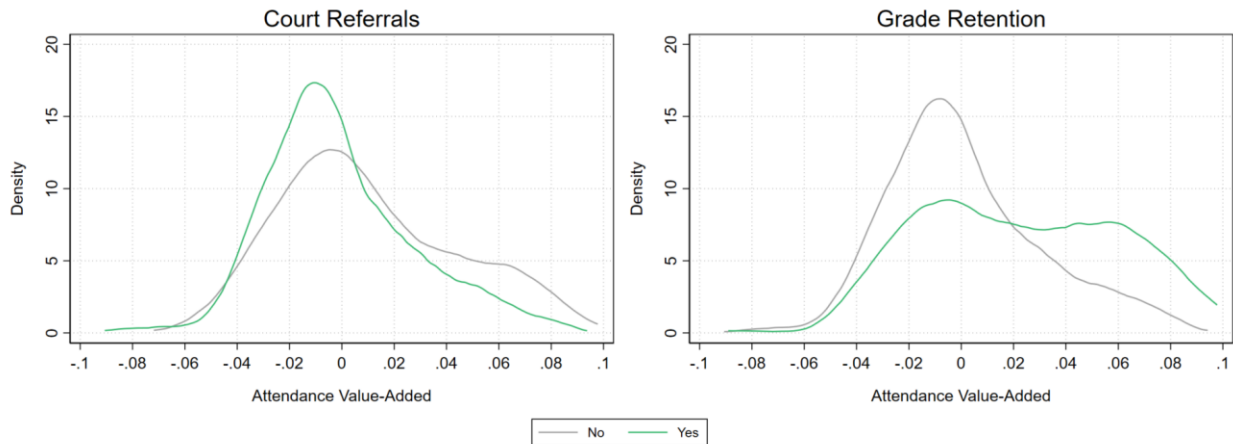 Court Referrals
20
15
10
5
0
Density
-.1 -.08 -.06 -.04 -.02 0 .02 .04 .06 .08 .1
Attendance Value-Added
Grade Retention
20
15
10
5
0
Density
-.1 -.08 -.06 -.04 -.02 0 .02 .04 .06 .08 .1
Attendance Value-Added
No Yes